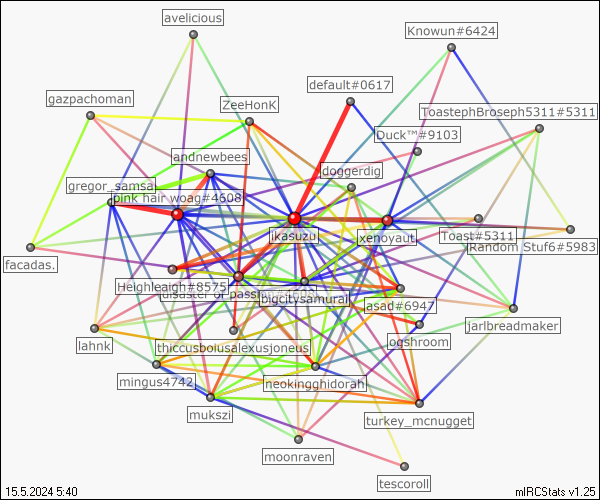 avelicious
Knowun#6424
default#0617
gazpachoman
ZeeHonK
ToastephBroseph5311#5311
Duck™#9103
andnewbees
doggerdig
gregor_samsa
pink hair woag#4608
ikasuzu
xenoyaut
Toast#5311
Random Stuf6#5983
facadas.
Heighleaigh#8575
disaster of passion
bigcitysamurai
asad#6947
jarlbreadmaker
lahnk
thiccusboiusalexusjoneus
ogshroom
mingus4742
neokingghidorah
mukszi
turkey_mcnugget
moonraven
tescoroll
15.5.2024 5:40
mIRCStats v1.25